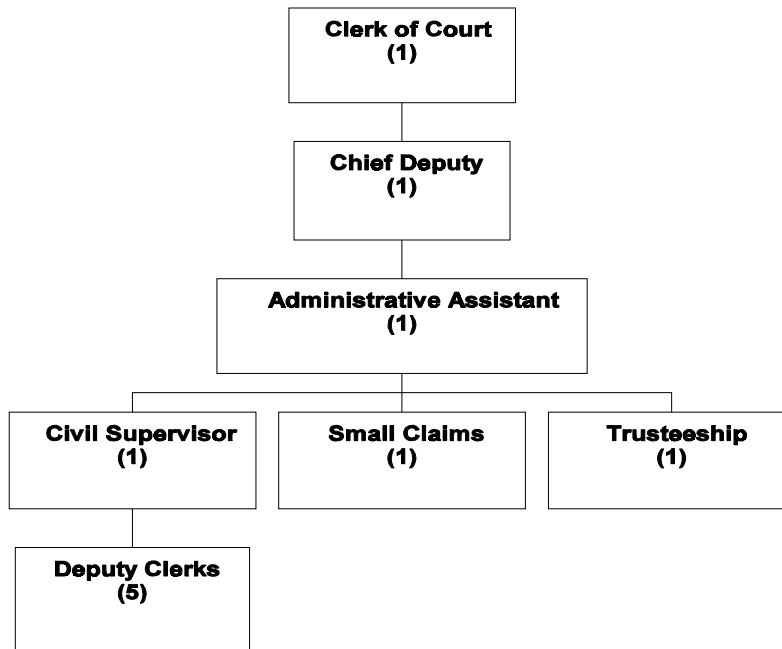 Clerk of Court
(1)
Chief Deputy
(1)
Administrative Assistant
(1)
Civil Supervisor
(1)
Small Claims
(1)
Trusteeship
(1)
Deputy Clerks
(5)